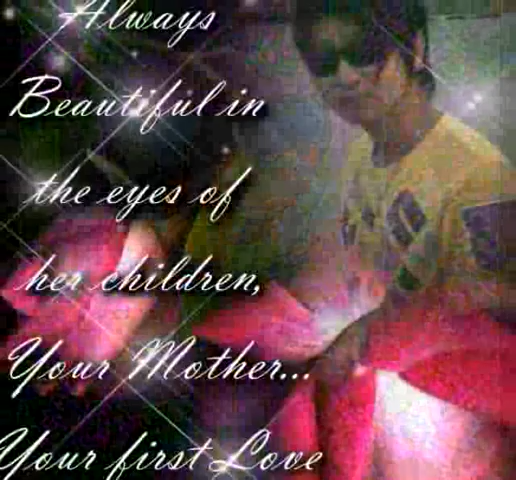 Always
Beautiful in
the eyes of
her children,
Your Mother...
Your first Love